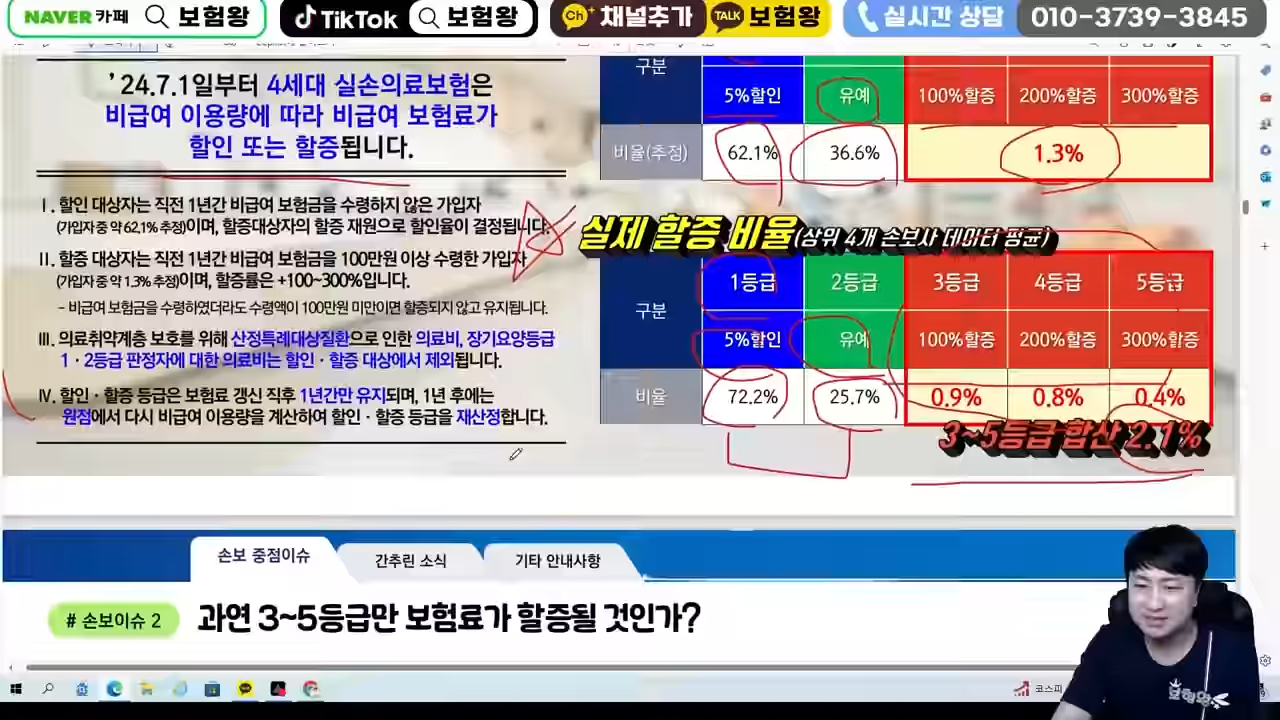 NAVER 카페 보험왕
TikTok 보험왕
Ch+ 채널추가 TALK 보험왕
실시간 상담 010-3739-3845
'24.7.1일부터 4세대 실손의료보험은
비급여 이용량에 따라 비급여 보험료가
할인 또는 할증됩니다.
Ⅰ. 할인 대상자는 직전 1년간 비급여 보험금을 수령하지 않은 가입자
(가입자 중 약 62.1% 추정)이며, 할증대상자의 할증 재원으로 할인율이 결정됩니다.
Ⅱ. 할증 대상자는 직전 1년간 비급여 보험금을 100만원 이상 수령한 가입자
(가입자 중 약 1.3% 추정)이며, 할증률은 +100~300%입니다.
- 비급여 보험금을 수령하였더라도 수령액이 100만원 미만이면 할증되지 않고 유지됩니다.
Ⅲ. 의료취약계층 보호를 위해 산정특례대상질환으로 인한 의료비, 장기요양등급
1·2등급 판정자에 대한 의료비는 할인·할증 대상에서 제외됩니다.
Ⅳ. 할인·할증 등급은 보험료 갱신 직후 1년간만 유지되며, 1년 후에는
원점에서 다시 비급여 이용량을 계산하여 할인·할증 등급을 재산정합니다.
구분
5%할인 유예 100%할증 200%할증 300%할증
비율(추정) 62.1% 36.6% 1.3%
실제 할증 비율(상위 4개 손보사 데이터 평균)
구분 1등급 2등급 3등급 4등급 5등급
5%할인 유예 100%할증 200%할증 300%할증
비율 72.2% 25.7% 0.9% 0.8% 0.4%
3~5등급 합산 2.1%
손보 중점이슈 간추린 소식 기타 안내사항
# 손보이슈 2 과연 3~5등급만 보험료가 할증될 것인가?
코스피
보험왕